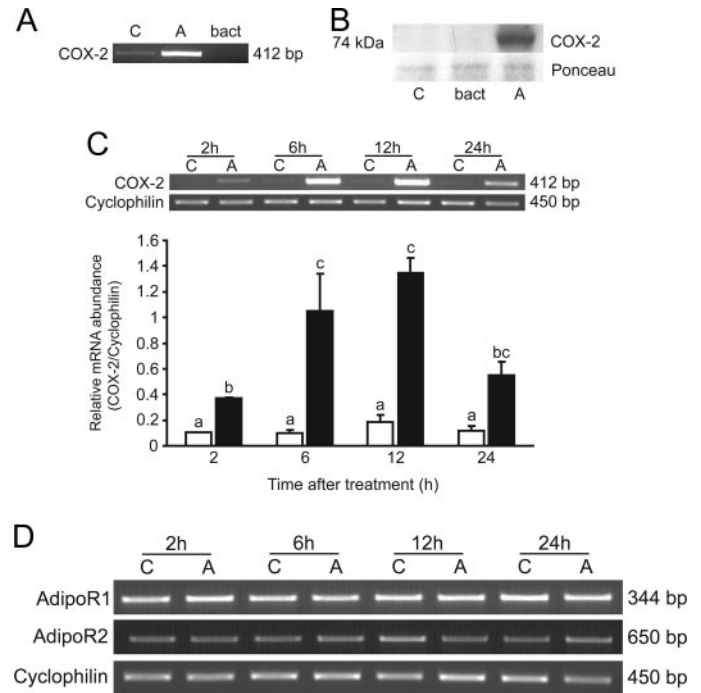 A
C A bact
COX-2 412 bp
B
74 kDa COX-2
Ponceau
C bact A
C
2h 6h 12h 24h
C A C A C A C A
COX-2 412 bp
Cyclophilin 450 bp
Relative mRNA abundance
(COX-2/Cyclophilin)
1.6
1.4
1.2
1
0.8
0.6
0.4
0.2
0
a b a c a c a bc
2 6 12 24
Time after treatment (h)
D
2h 6h 12h 24h
C A C A C A C A
AdipoR1 344 bp
AdipoR2 650 bp
Cyclophilin 450 bp